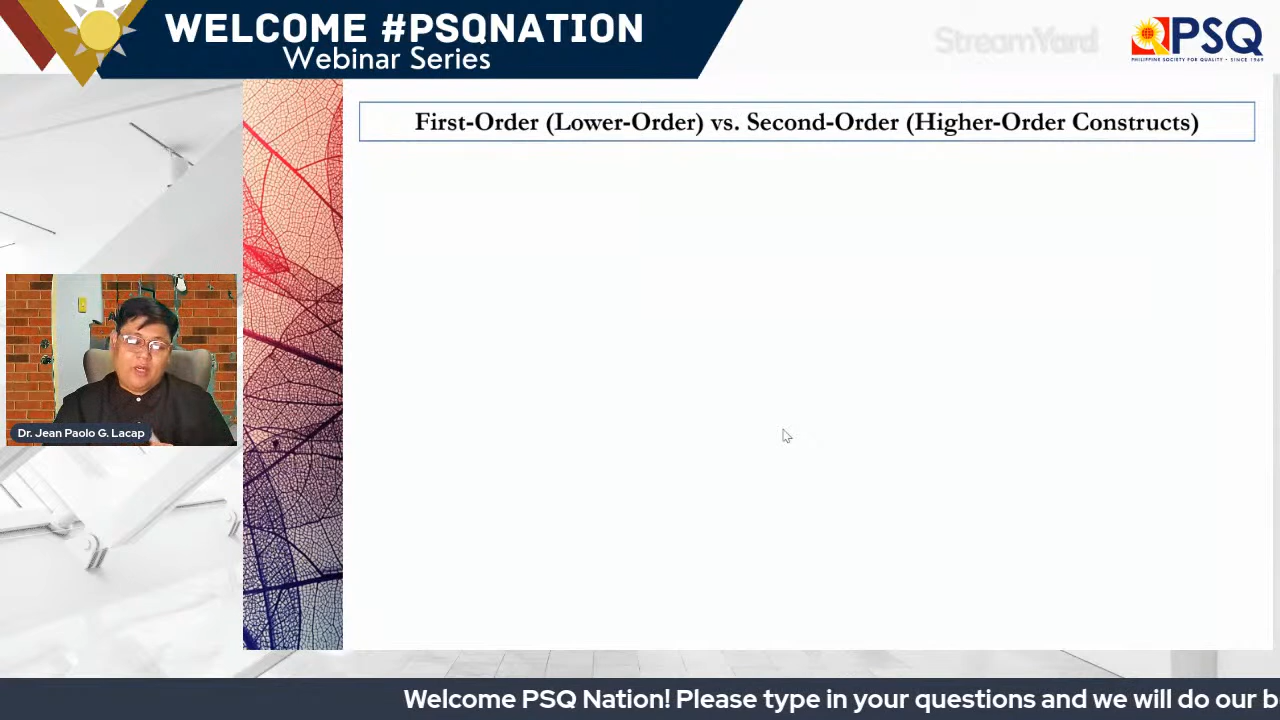 WELCOME #PSQNATION
Webinar Series
StreamYard
PSQ
PHILIPPINE SOCIETY FOR QUALITY • SINCE 1969
First-Order (Lower-Order) vs. Second-Order (Higher-Order Constructs)
Dr. Jean Paolo G. Lacap
Welcome PSQ Nation! Please type in your questions and we will do our b